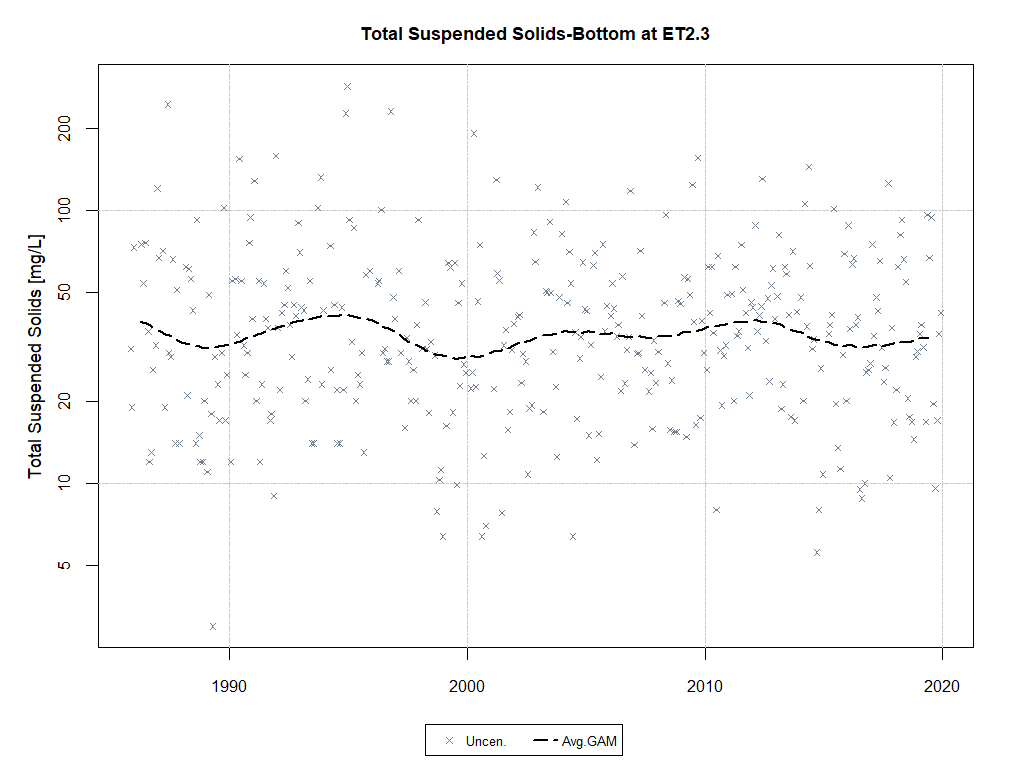 Total Suspended Solids-Bottom at ET2.3
Total Suspended Solids [mg/L]
200
100
50
20
10
5
1990
2000
2010
2020
Uncen.
Avg.GAM